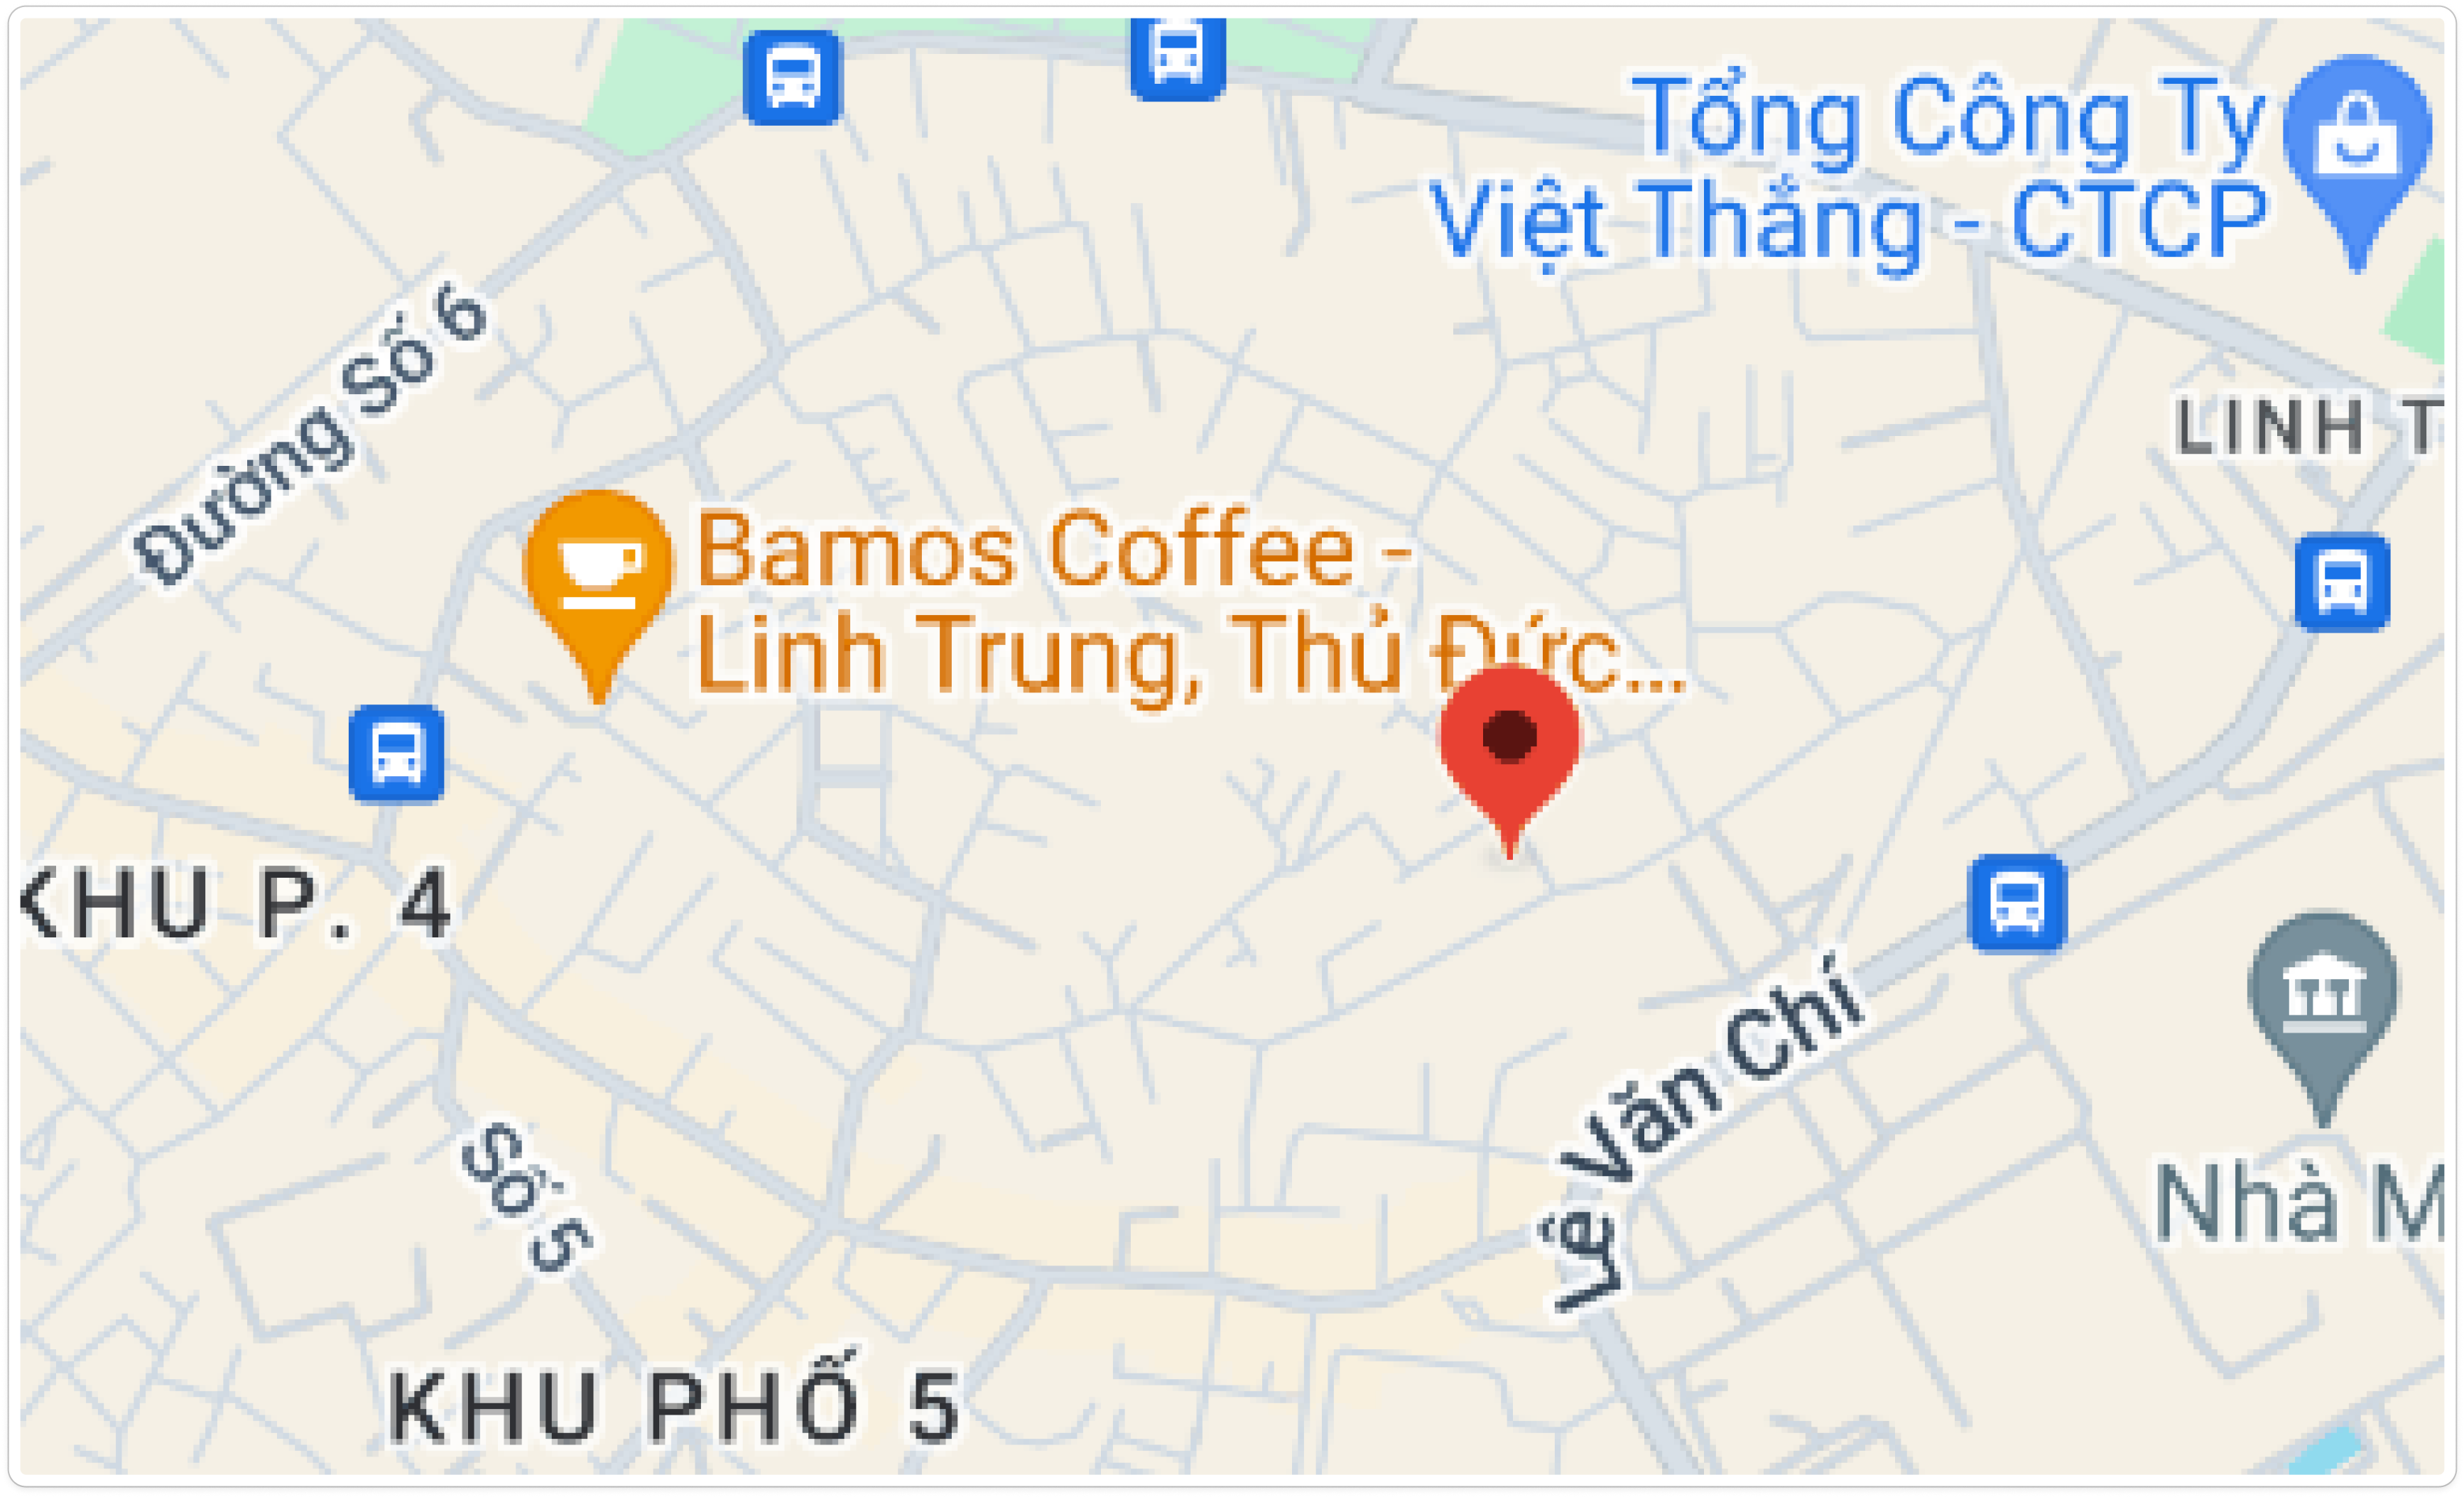 Tổng Công Ty
Việt Thắng - CTCP
Đường Số 6
LINH T
Bamos Coffee -
Linh Trung, Thủ Đức...
KHU P. 4
Lê Văn Chí
Nhà M
Số 5
KHU PHỐ 5